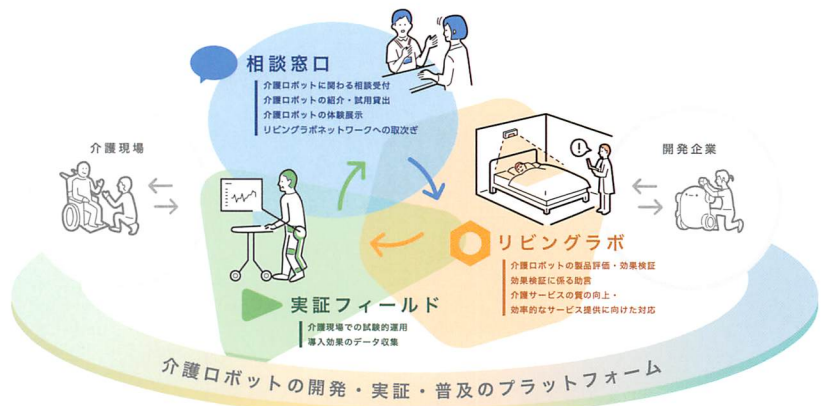 相談窓口
介護ロボットに関わる相談受付
介護ロボットの紹介・試用貸出
介護ロボットの体験展示
リビングラボネットワークへの取次ぎ
介護現場
開発企業
!
リビングラボ
介護ロボットの製品評価・効果検証
効果検証に係る助言
介護サービスの質の向上・
効率的なサービス提供に向けた対応
実証フィールド
介護現場での試験的運用
導入効果のデータ収集
介護ロボットの開発・実証・普及のプラットフォーム